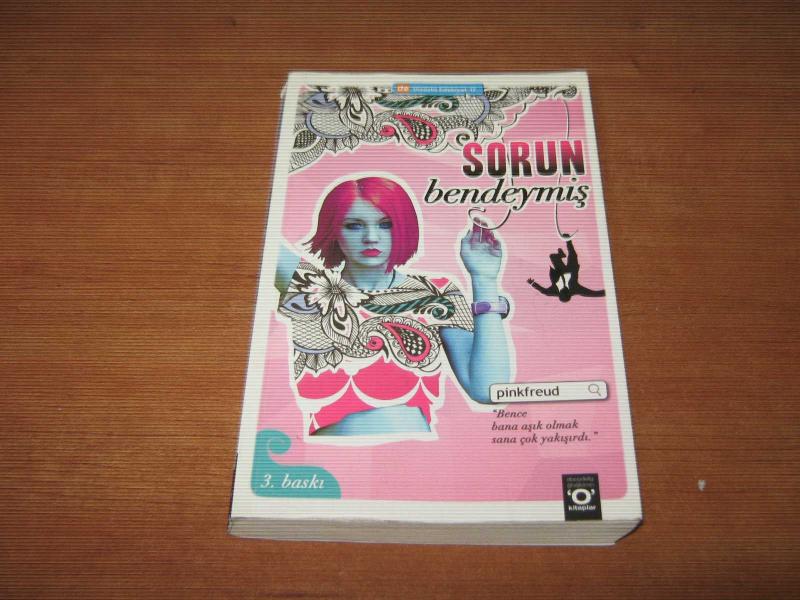 SORUN
bendeymiş
pinkfreud
"Bence
bana aşık olmak
sana çok yakışırdı."
3. baskı
'O'
kitaplar